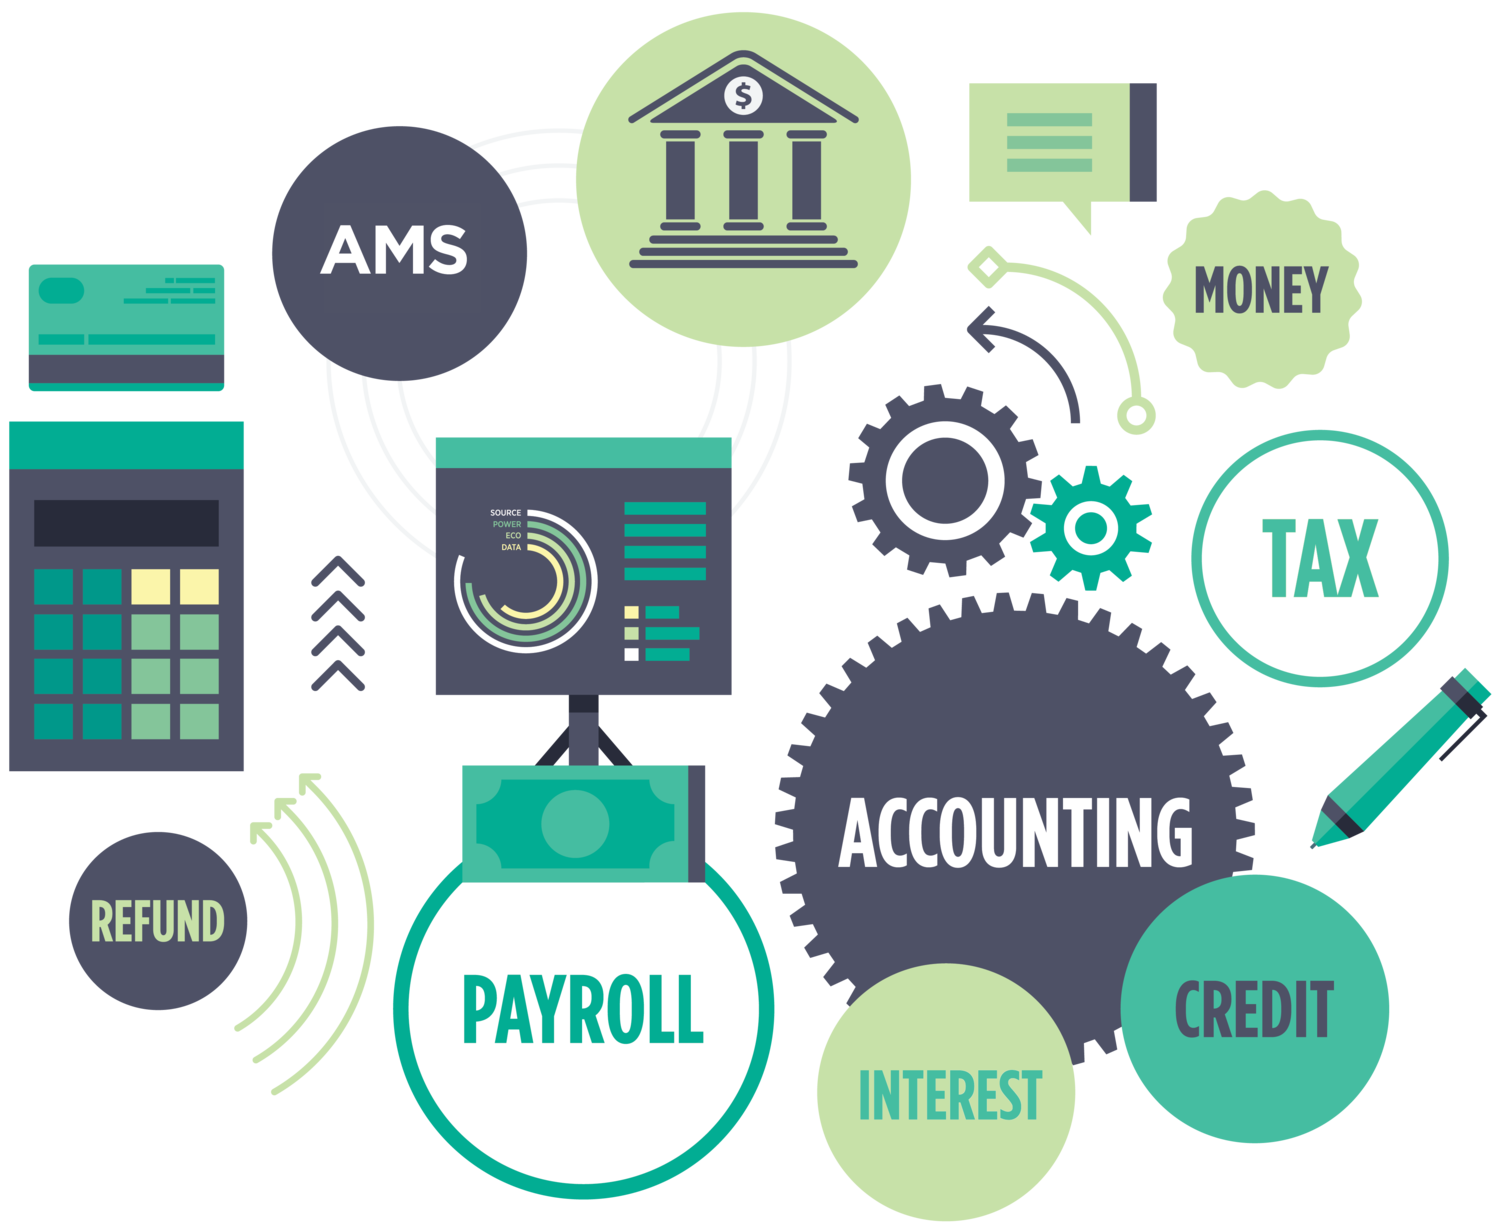 $
AMS
MONEY
SOURCE
POWER
ECO
DATA
TAX
ACCOUNTING
REFUND
PAYROLL
CREDIT
INTEREST